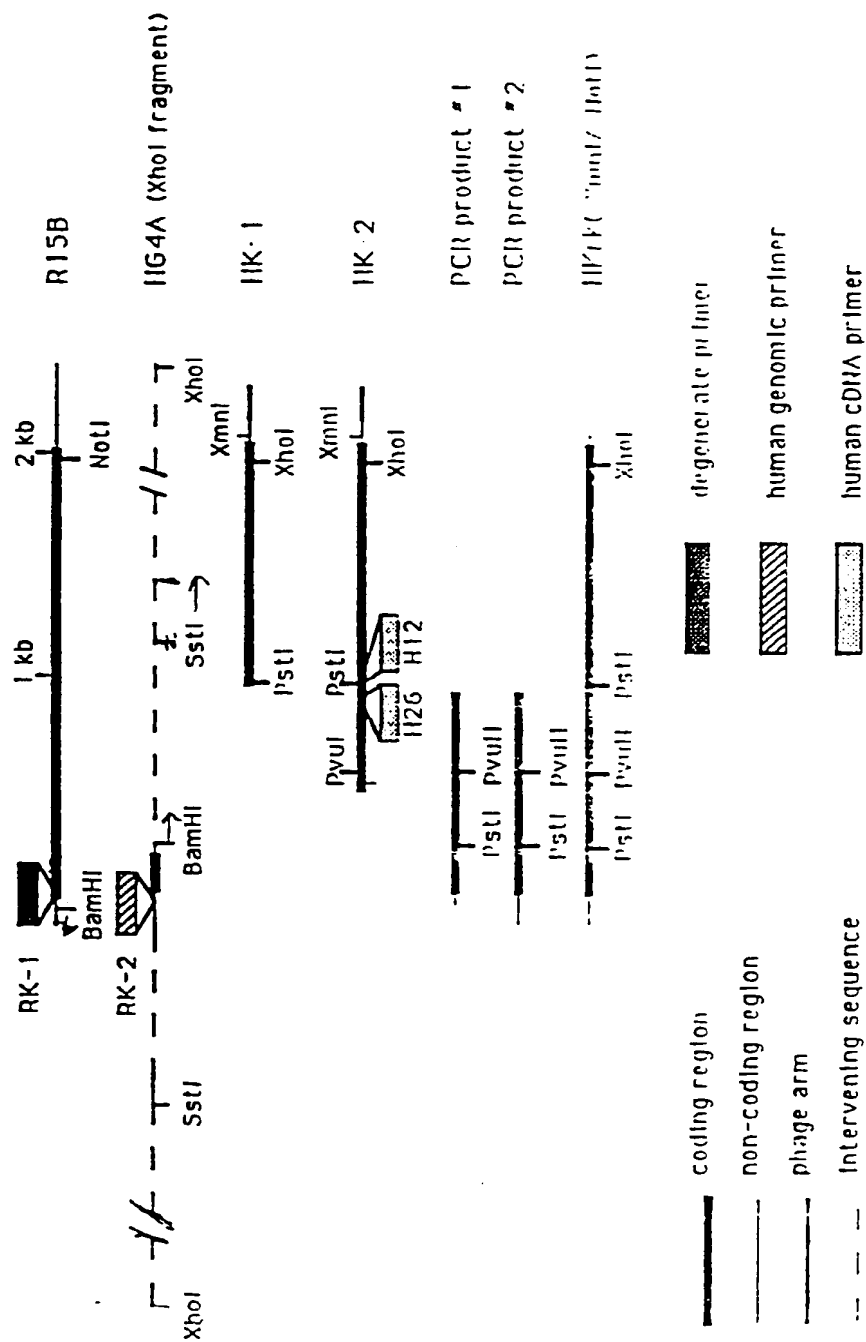 R15B
RK-1
BamHI
1 kb
2 kb
NotI
HG4A (XhoI fragment)
RK-2
XhoI
SstI
BamHI
SstI
XhoI
HK-1
PstI
XmnI
XhoI
HK-2
PvuI
PstI
XmnI
XhoI
H26
H12
PCR product #1
PstI
PvuII
PCR product #2
PstI
PvuII
PstI
PvuII
PstI
XhoI
coding region
non-coding region
phage arm
Intervening sequence
degenerate primer
human genomic primer
human cDNA primer